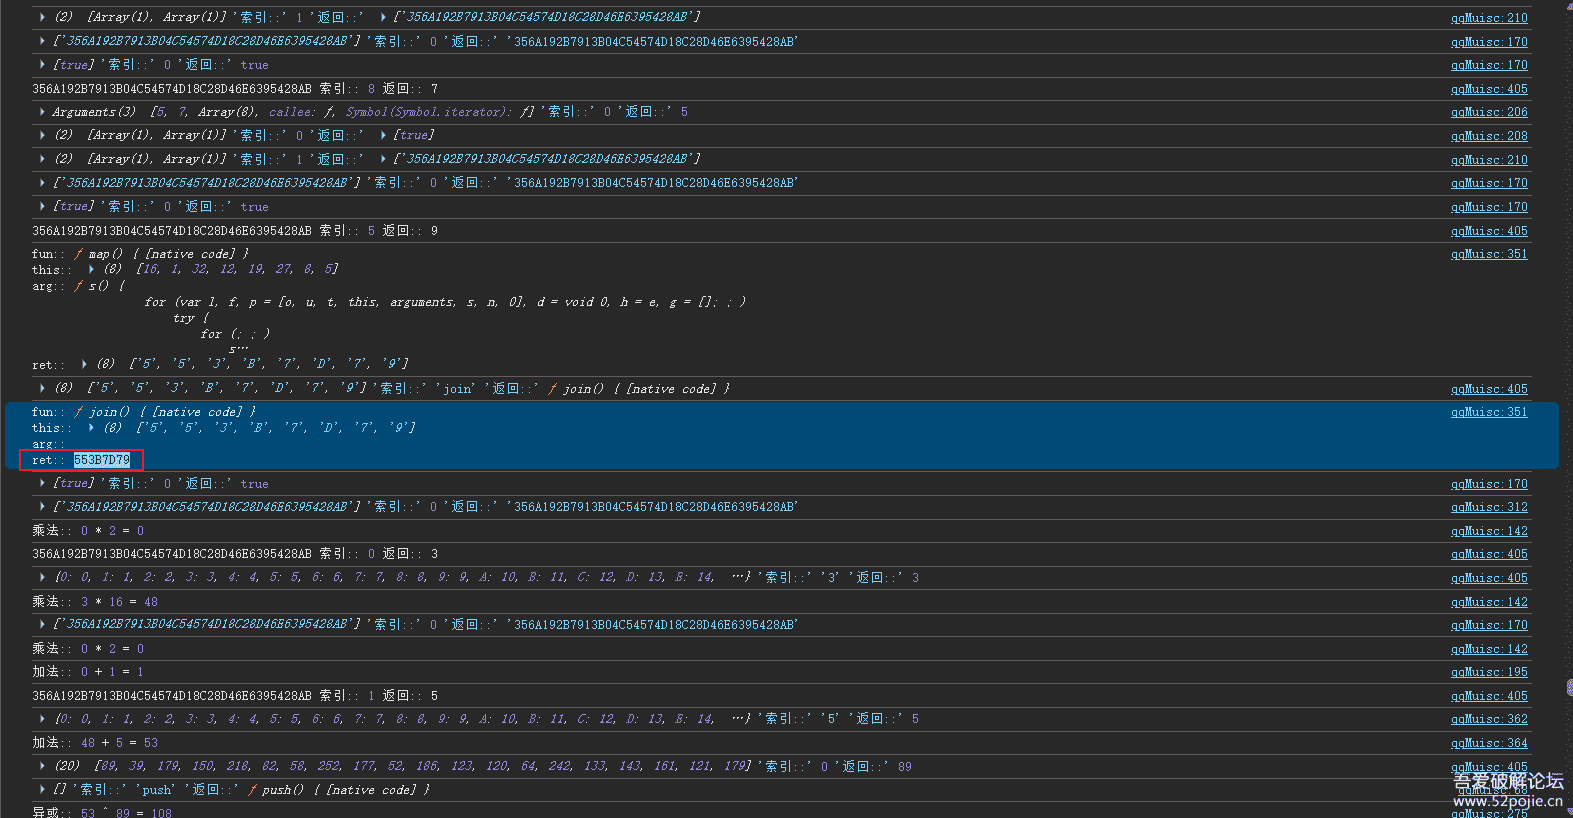 ▶ (2) [Array(1), Array(1)] '索引::' 1 '返回::' ▶ ['356A192B7913B04C54574D18C28D46E6395428AB'] qqMuisc:210
▶ ['356A192B7913B04C54574D18C28D46E6395428AB'] '索引::' 0 '返回::' '356A192B7913B04C54574D18C28D46E6395428AB' qqMuisc:170
▶ [true] '索引::' 0 '返回::' true qqMuisc:170
356A192B7913B04C54574D18C28D46E6395428AB 索引:: 8 返回:: 7 qqMuisc:405
▶ Arguments(3) [5, 7, Array(8), callee: ƒ, Symbol(Symbol.iterator): ƒ] '索引::' 0 '返回::' 5 qqMuisc:206
▶ (2) [Array(1), Array(1)] '索引::' 0 '返回::' ▶ [true] qqMuisc:208
▶ (2) [Array(1), Array(1)] '索引::' 1 '返回::' ▶ ['356A192B7913B04C54574D18C28D46E6395428AB'] qqMuisc:210
▶ ['356A192B7913B04C54574D18C28D46E6395428AB'] '索引::' 0 '返回::' '356A192B7913B04C54574D18C28D46E6395428AB' qqMuisc:170
▶ [true] '索引::' 0 '返回::' true qqMuisc:170
356A192B7913B04C54574D18C28D46E6395428AB 索引:: 5 返回:: 9 qqMuisc:405
fun:: ƒ map() { [native code] } qqMuisc:351
this:: ▶ (8) [16, 1, 32, 12, 19, 27, 8, 5]
arg:: ƒ s() {
for (var l, f, p = [o, u, t, this, arguments, s, n, 0], d = void 0, h = e, g = []; ; )
try {
for (; ; )
s…
ret:: ▶ (8) ['5', '5', '3', 'B', '7', 'D', '7', '9']
▶ (8) ['5', '5', '3', 'B', '7', 'D', '7', '9'] '索引::' 'join' '返回::' ƒ join() { [native code] } qqMuisc:405
fun:: ƒ join() { [native code] } qqMuisc:351
this:: ▶ (8) ['5', '5', '3', 'B', '7', 'D', '7', '9']
arg::
ret:: 553B7D79
▶ [true] '索引::' 0 '返回::' true qqMuisc:170
▶ ['356A192B7913B04C54574D18C28D46E6395428AB'] '索引::' 0 '返回::' '356A192B7913B04C54574D18C28D46E6395428AB' qqMuisc:312
乘法:: 0 * 2 = 0 qqMuisc:142
356A192B7913B04C54574D18C28D46E6395428AB 索引:: 0 返回:: 3 qqMuisc:405
▶ {0: 0, 1: 1, 2: 2, 3: 3, 4: 4, 5: 5, 6: 6, 7: 7, 8: 8, 9: 9, A: 10, B: 11, C: 12, D: 13, E: 14, …} '索引::' '3' '返回::' 3 qqMuisc:405
乘法:: 3 * 16 = 48 qqMuisc:142
▶ ['356A192B7913B04C54574D18C28D46E6395428AB'] '索引::' 0 '返回::' '356A192B7913B04C54574D18C28D46E6395428AB' qqMuisc:170
乘法:: 0 * 2 = 0 qqMuisc:142
加法:: 0 + 1 = 1 qqMuisc:195
356A192B7913B04C54574D18C28D46E6395428AB 索引:: 1 返回:: 5 qqMuisc:405
▶ {0: 0, 1: 1, 2: 2, 3: 3, 4: 4, 5: 5, 6: 6, 7: 7, 8: 8, 9: 9, A: 10, B: 11, C: 12, D: 13, E: 14, …} '索引::' '5' '返回::' 5 qqMuisc:362
加法:: 48 + 5 = 53 qqMuisc:364
▶ (20) [89, 39, 179, 150, 218, 82, 58, 252, 177, 52, 186, 123, 120, 64, 242, 133, 143, 161, 121, 179] '索引::' 0 '返回::' 89 qqMuisc:405
▶ [] '索引::' 'push' '返回::' ƒ push() { [native code] }
吾爱破解论坛
www.52pojie.cn
异或:: 53 ^ 89 = 108 qqMuisc:275